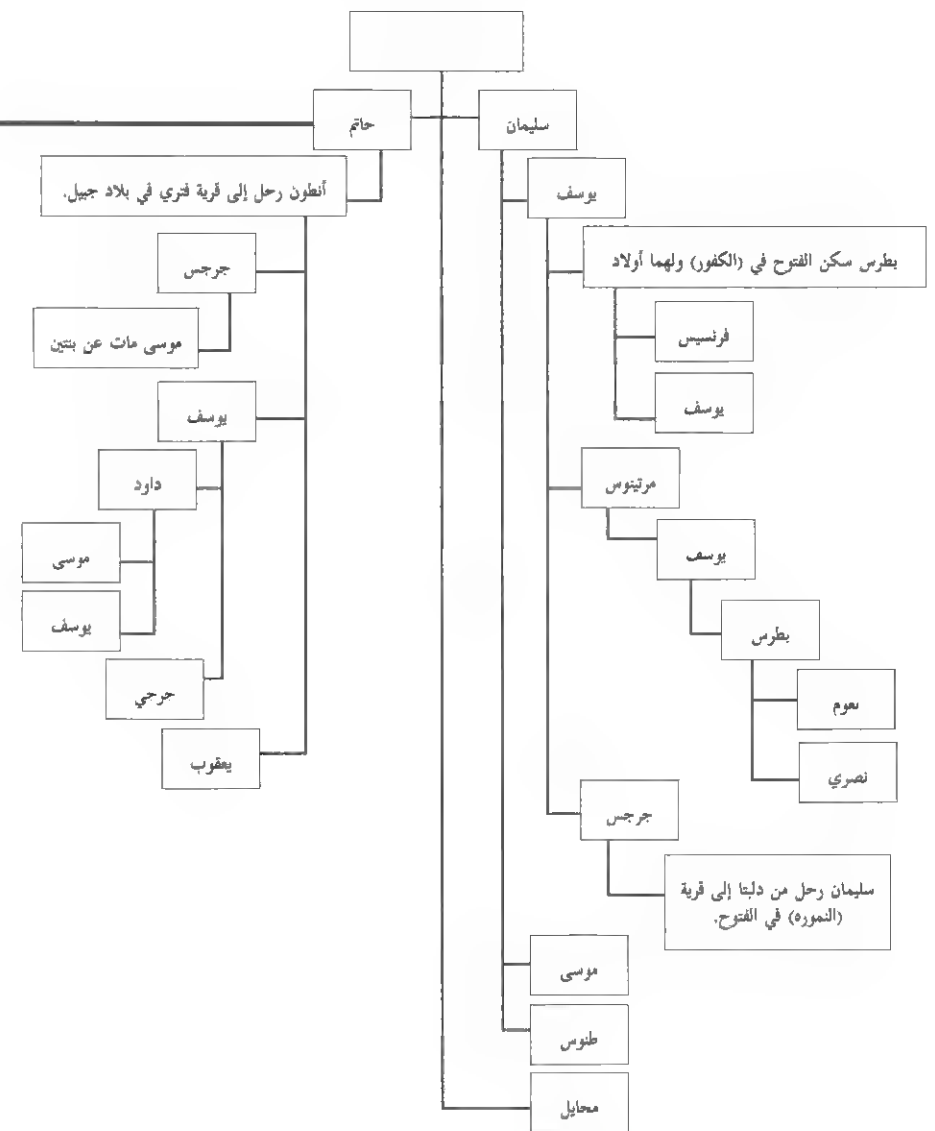 سليمان
حاتم
يوسف
بطرس سكن الفتوح في (الكفور) ولهما أولاد
فرنسيس
يوسف
مرتينوس
يوسف
بطرس
نعوم
نصري
جرجس
سليمان رحل من دلبتا إلى قرية
(النموره) في الفتوح.
موسى
طنوس
محايل
أنطون رحل إلى قرية فتري في بلاد جبيل.
جرجس
موسى مات عن بنتين
يوسف
داود
موسى
يوسف
جرجي
يعقوب